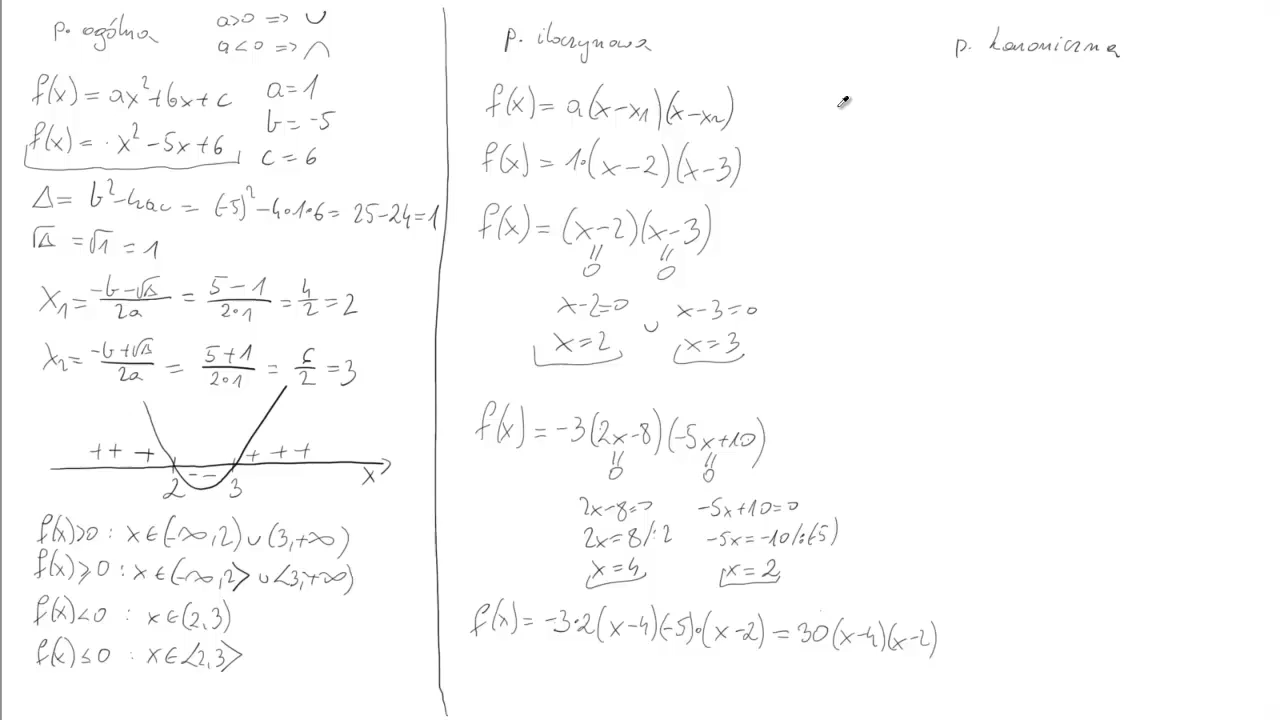 p. ogólna
a>0 => ∪
a<0 => ∩
f(x) = ax²+bx+c
a=1
b=-5
f(x) = x²-5x+6
c=6
Δ = b²-4ac = (-5)²-4·1·6 = 25-24=1
√Δ = √1 = 1
x₁ = (-b-√Δ)/2a = (5-1)/(2·1) = 4/2 = 2
x₂ = (-b+√Δ)/2a = (5+1)/(2·1) = 6/2 = 3
++ + + ++
-- 
2 3 x
f(x)>0 : x∈(-∞,2)∪(3,+∞)
f(x)≥0 : x∈(-∞,2>∪<3,+∞)
f(x)<0 : x∈(2,3)
f(x)≤0 : x∈<2,3>
p. iloczynowa
f(x) = a(x-x₁)(x-x₂)
f(x) = 1·(x-2)(x-3)
f(x) = (x-2)(x-3)
= =
0 0
x-2=0 ∪ x-3=0
x=2 x=3
f(x) = -3(2x-8)(-5x+10)
= =
0 0
2x-8=0 -5x+10=0
2x=8/:2 -5x=-10/:(-5)
x=4 x=2
f(x) = -3·2(x-4)(-5)·(x-2) = 30(x-4)(x-2)
p. kanoniczna